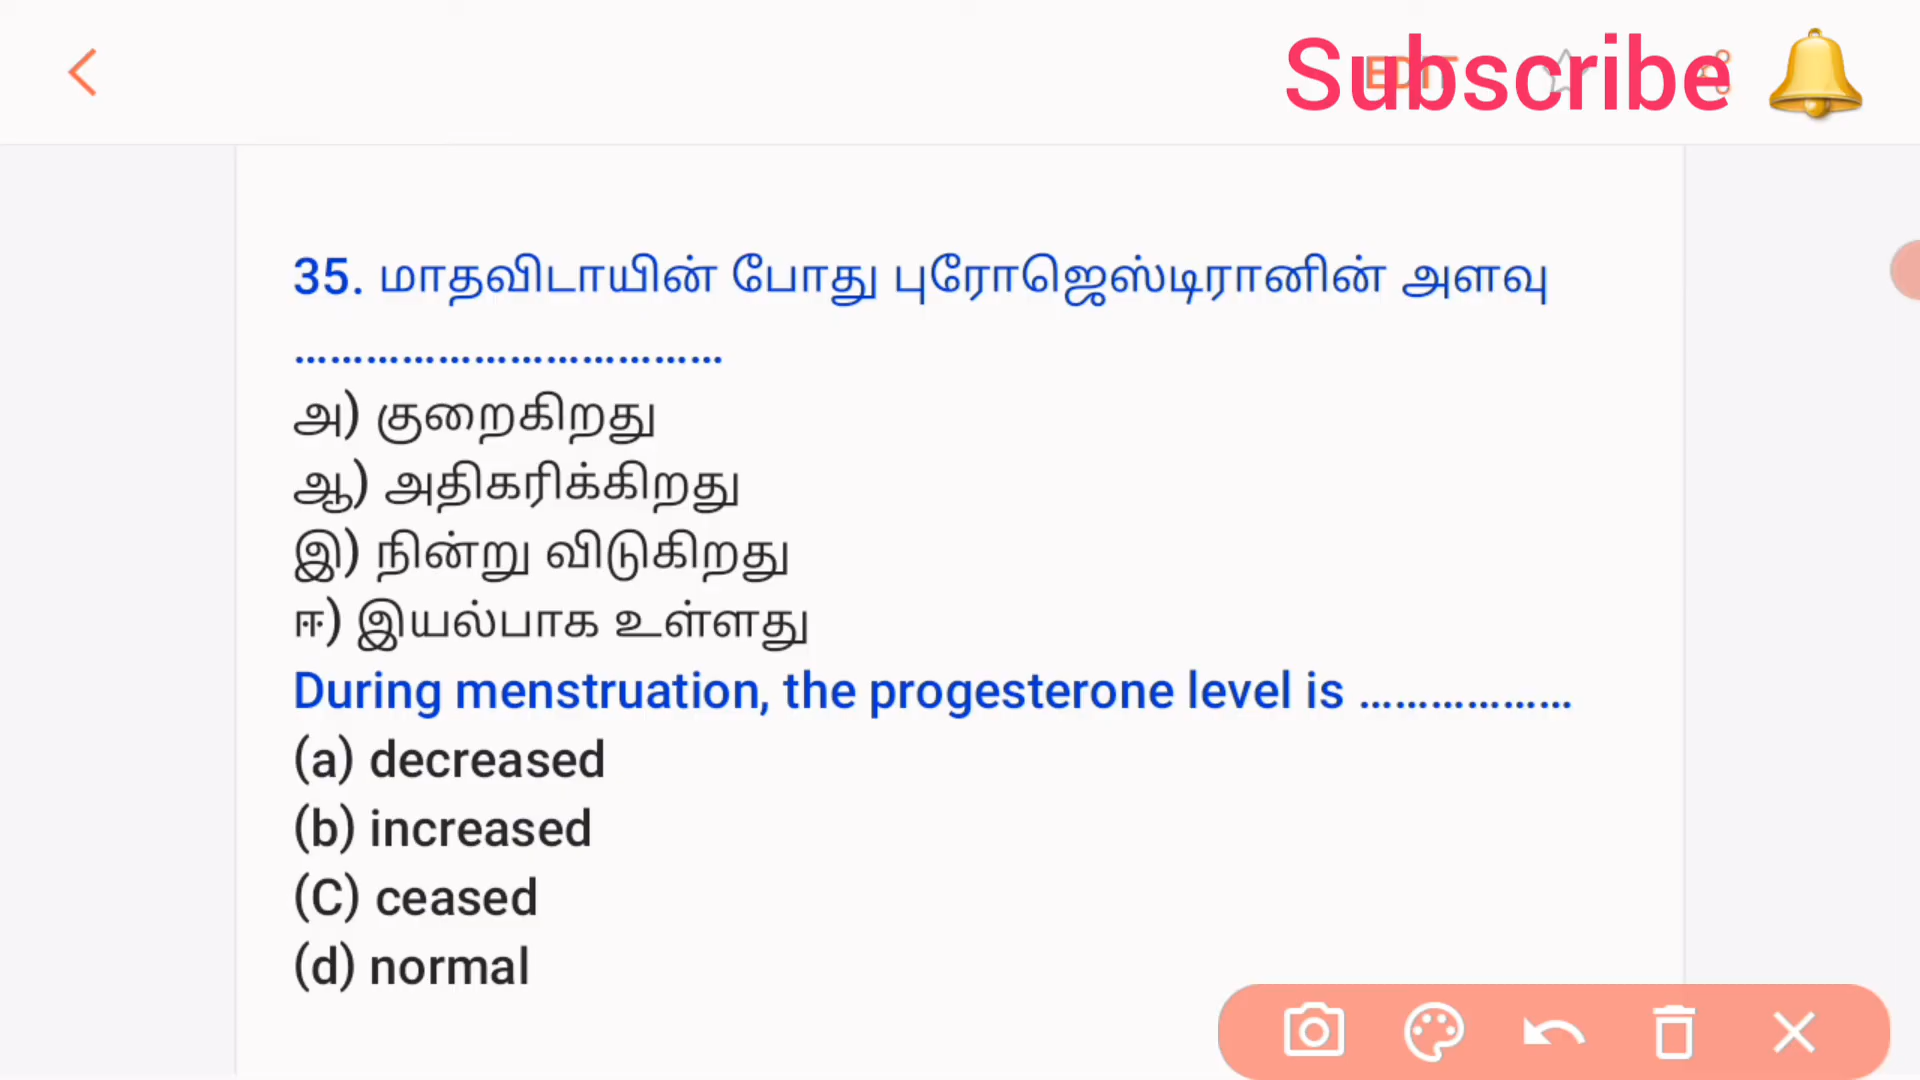 Subscribe 🔔
EDIT
35. மாதவிடாயின் போது புரோஜெஸ்டிரானின் அளவு
....................................
அ) குறைகிறது
ஆ) அதிகரிக்கிறது
இ) நின்று விடுகிறது
ஈ) இயல்பாக உள்ளது
During menstruation, the progesterone level is ..................
(a) decreased
(b) increased
(C) ceased
(d) normal